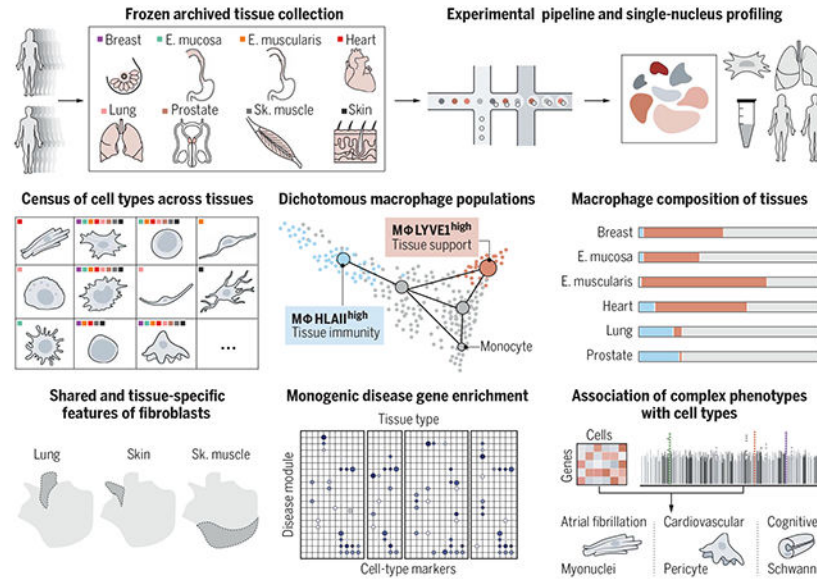 Frozen archived tissue collection
Experimental pipeline and single-nucleus profiling
Breast
E. mucosa
E. muscularis
Heart
Lung
Prostate
Sk. muscle
Skin
Census of cell types across tissues
...
Dichotomous macrophage populations
MΦ LYVE1high
Tissue support
MΦ HLAIIhigh
Tissue immunity
Monocyte
Macrophage composition of tissues
Breast
E. mucosa
E. muscularis
Heart
Lung
Prostate
Shared and tissue-specific
features of fibroblasts
Lung
Skin
Sk. muscle
Monogenic disease gene enrichment
Tissue type
Disease module
Cell-type markers
Association of complex phenotypes
with cell types
Cells
Genes
Atrial fibrillation
Myonuclei
Cardiovascular
Pericyte
Cognitive
Schwann